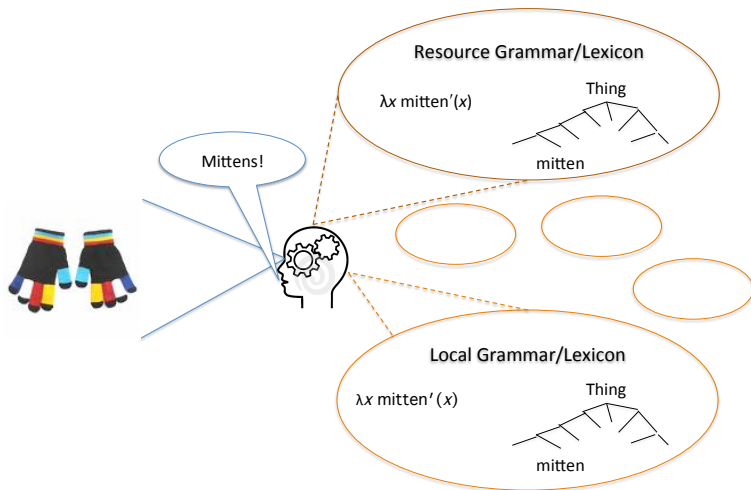 Resource Grammar/Lexicon
λx mitten′(x)
Thing
mitten
Mittens!
Local Grammar/Lexicon
λx mitten′ (x)
Thing
mitten